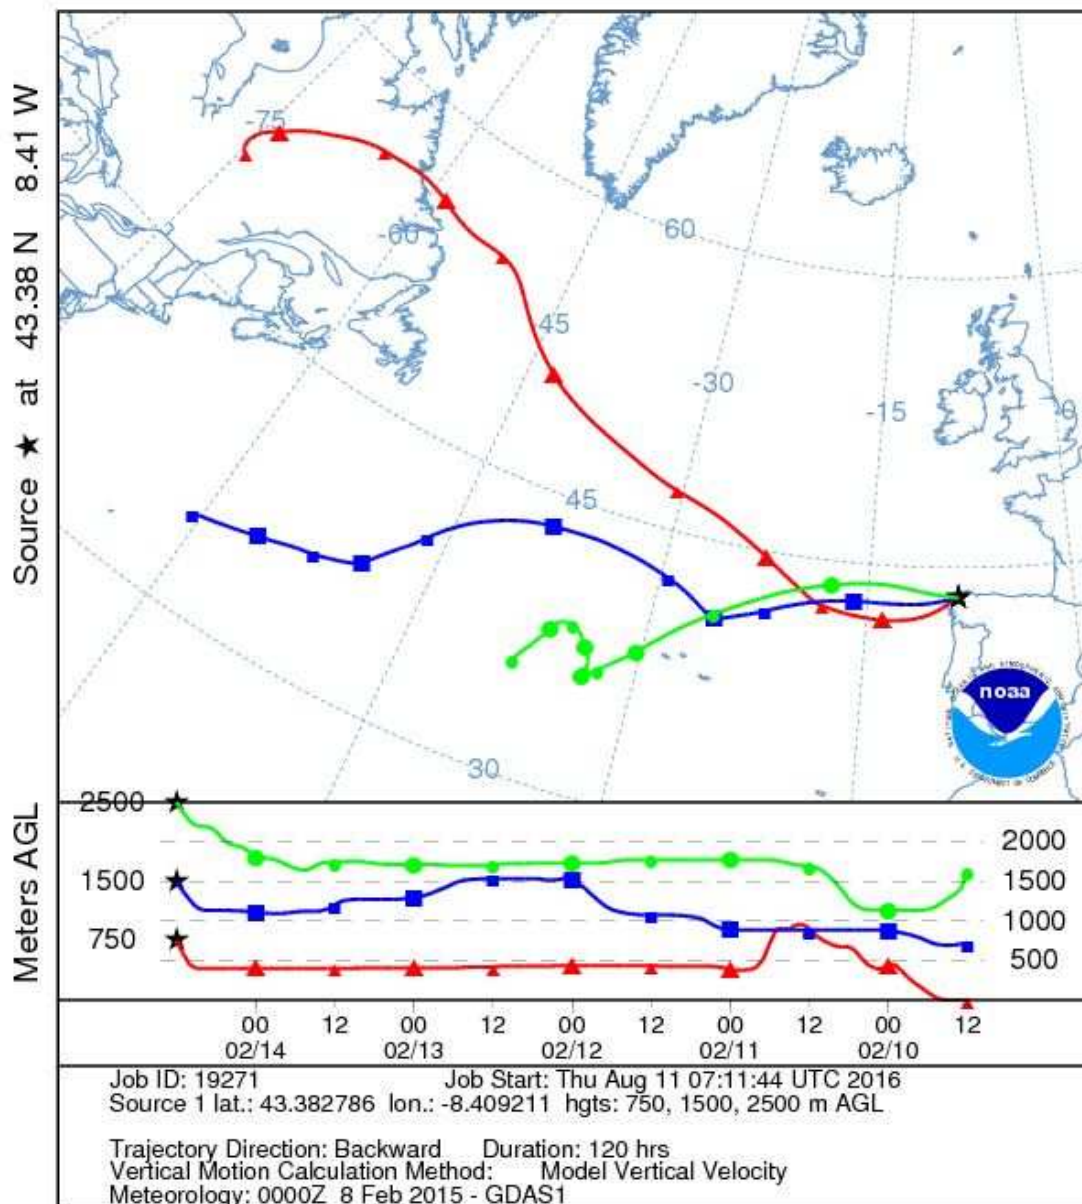 Source ★ at 43.38 N 8.41 W
-75
-60
60
45
-30
-15
0
45
30
noaa
Meters AGL
2500
1500
750
2000
1500
1000
500
00 12 00 12 00 12 00 12 00 12
02/14 02/13 02/12 02/11 02/10
Job ID: 19271 Job Start: Thu Aug 11 07:11:44 UTC 2016
Source 1 lat.: 43.382786 lon.: -8.409211 hgts: 750, 1500, 2500 m AGL
Trajectory Direction: Backward Duration: 120 hrs
Vertical Motion Calculation Method: Model Vertical Velocity
Meteorology: 0000Z 8 Feb 2015 - GDAS1